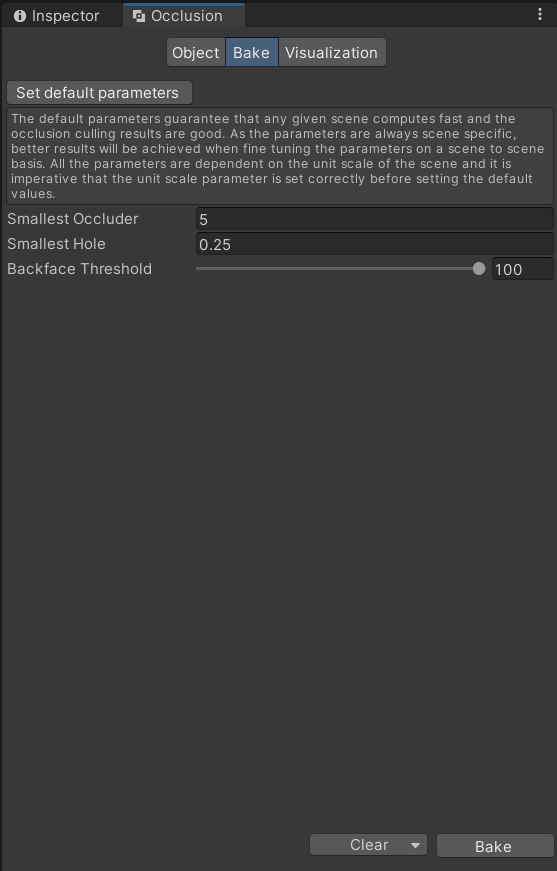 Inspector
Occlusion
Object
Bake
Visualization
Set default parameters
The default parameters guarantee that any given scene computes fast and the
occlusion culling results are good. As the parameters are always scene specific,
better results will be achieved when fine tuning the parameters on a scene to scene
basis. All the parameters are dependent on the unit scale of the scene and it is
imperative that the unit scale parameter is set correctly before setting the default
values.
Smallest Occluder 5
Smallest Hole 0.25
Backface Threshold 100
Clear
Bake